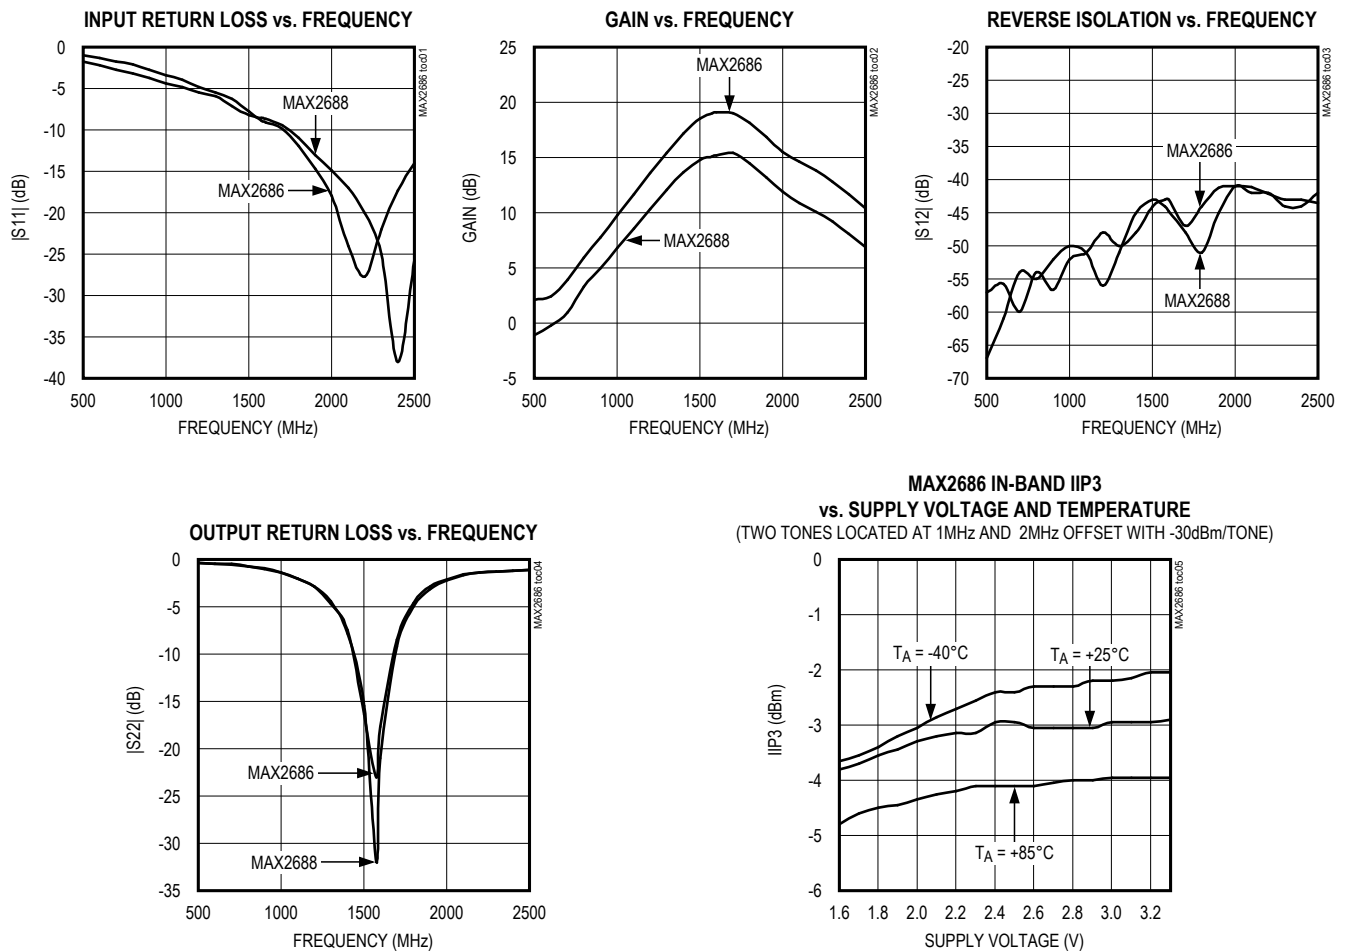 INPUT RETURN LOSS vs. FREQUENCY
MAX2686 toc01
0
-5
-10
-15
-20
-25
-30
-35
-40
|S11| (dB)
MAX2688
MAX2686
500 1000 1500 2000 2500
FREQUENCY (MHz)
GAIN vs. FREQUENCY
MAX2686 toc02
25
20
15
10
5
0
-5
GAIN (dB)
MAX2686
MAX2688
500 1000 1500 2000 2500
FREQUENCY (MHz)
REVERSE ISOLATION vs. FREQUENCY
MAX2686 toc03
-20
-25
-30
-35
-40
-45
-50
-55
-60
-65
-70
|S12| (dB)
MAX2686
MAX2688
500 1000 1500 2000 2500
FREQUENCY (MHz)
OUTPUT RETURN LOSS vs. FREQUENCY
MAX2686 toc04
0
-5
-10
-15
-20
-25
-30
-35
|S22| (dB)
MAX2686
MAX2688
500 1000 1500 2000 2500
FREQUENCY (MHz)
MAX2686 IN-BAND IIP3
vs. SUPPLY VOLTAGE AND TEMPERATURE
(TWO TONES LOCATED AT 1MHz AND 2MHz OFFSET WITH -30dBm/TONE)
MAX2686 toc05
0
-1
-2
-3
-4
-5
-6
IIP3 (dBm)
TA = -40°C
TA = +25°C
TA = +85°C
1.6 1.8 2.0 2.2 2.4 2.6 2.8 3.0 3.2
SUPPLY VOLTAGE (V)